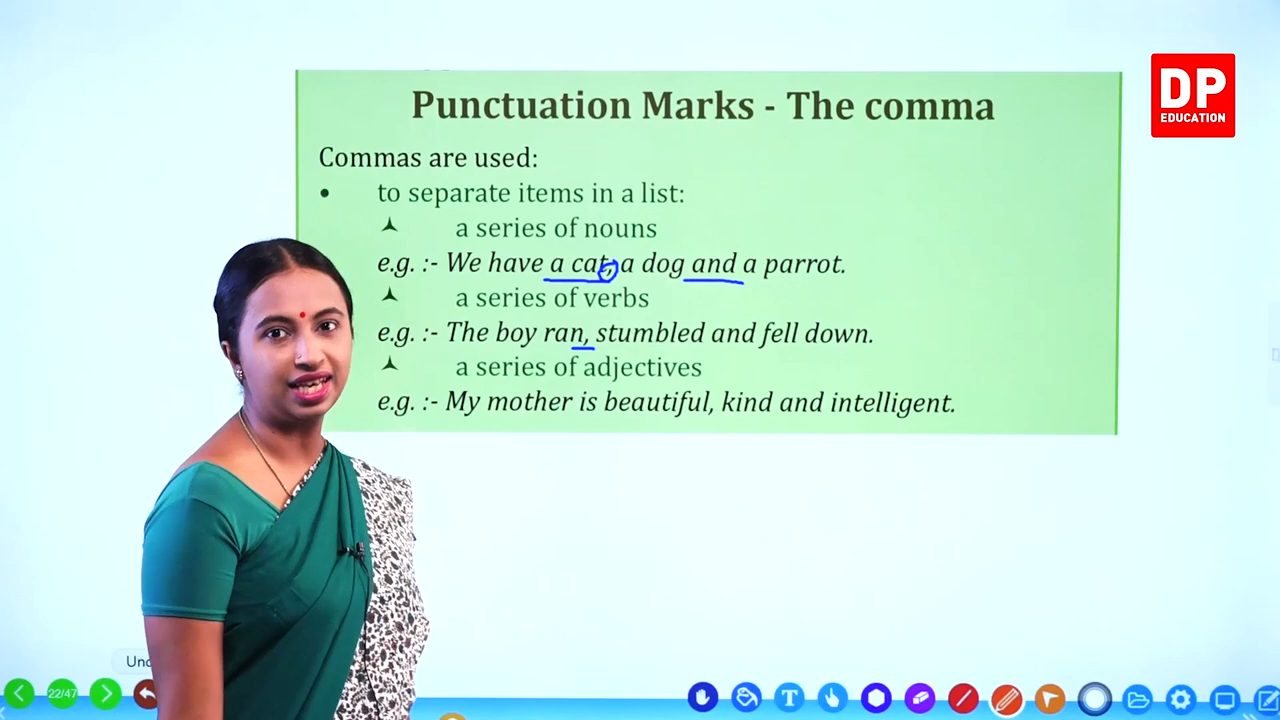 DP
EDUCATION
Punctuation Marks - The comma
Commas are used:
• to separate items in a list:
a series of nouns
e.g. :- We have a cat, a dog and a parrot.
a series of verbs
e.g. :- The boy ran, stumbled and fell down.
a series of adjectives
e.g. :- My mother is beautiful, kind and intelligent.
22/47
T